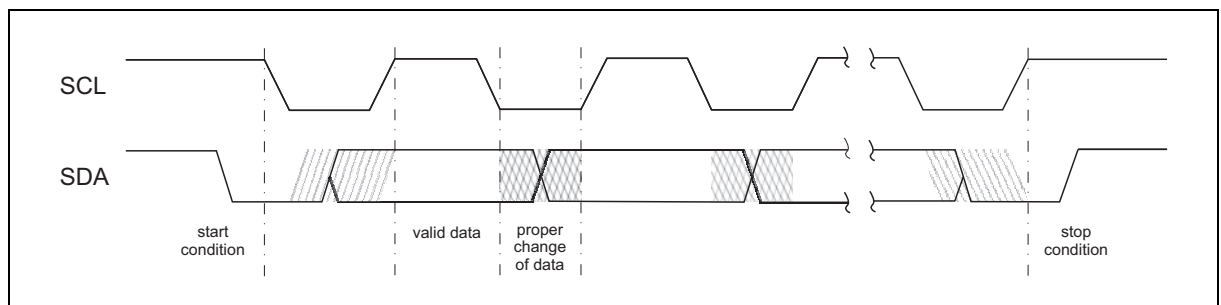 SCL
SDA
start
condition
valid data
proper
change
of data
stop
condition